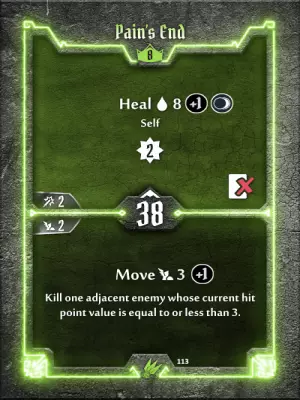 Pain's End
8
Heal 8 +1
Self
2
2
38
2
Move 3 +1
Kill one adjacent enemy whose current hit
point value is equal to or less than 3.
113